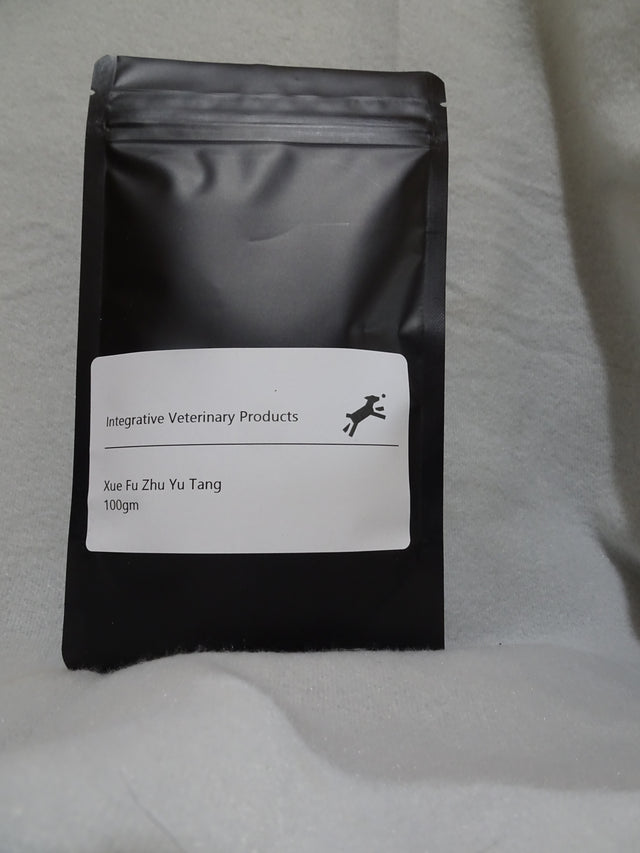 Integrative Veterinary Products
Xue Fu Zhu Yu Tang
100gm